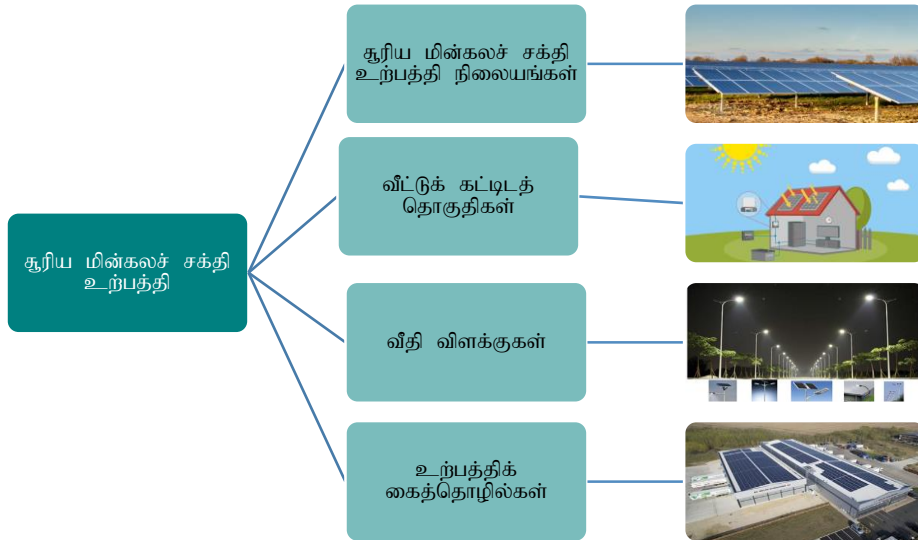 சூரிய மின்கலச் சக்தி
உற்பத்தி
சூரிய மின்கலச் சக்தி
உற்பத்தி நிலையங்கள்
வீட்டுக் கட்டிடத்
தொகுதிகள்
வீதி விளக்குகள்
உற்பத்திக்
கைத்தொழில்கள்